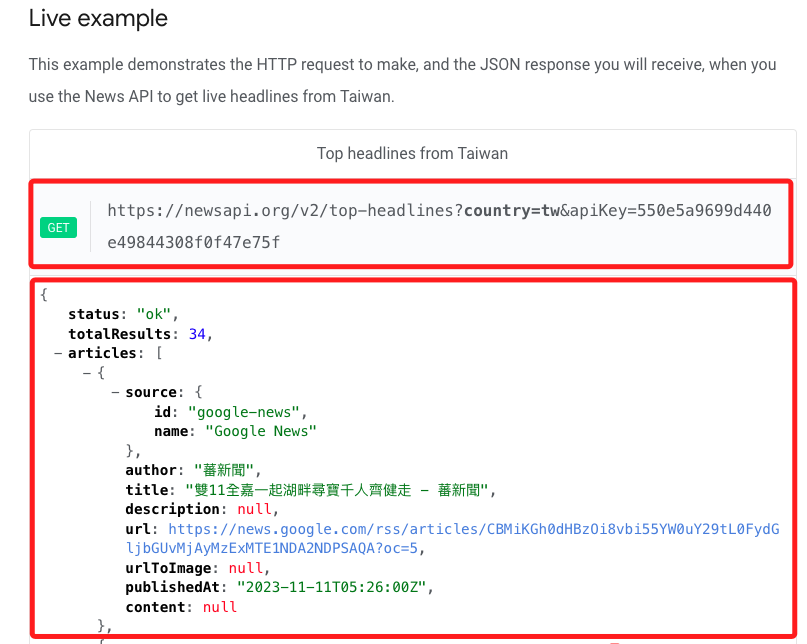 Live example
This example demonstrates the HTTP request to make, and the JSON response you will receive, when you
use the News API to get live headlines from Taiwan.
Top headlines from Taiwan
GET https://newsapi.org/v2/top-headlines?country=tw&apiKey=550e5a9699d440
e49844308f0f47e75f
{
status: "ok",
totalResults: 34,
– articles: [
– {
– source: {
id: "google-news",
name: "Google News"
},
author: "蕃新聞",
title: "雙11全嘉一起湖畔尋寶千人齊健走 - 蕃新聞",
description: null,
url: https://news.google.com/rss/articles/CBMiKGh0dHBzOi8vbi55YW0uY29tL0FydG
ljbGUvMjAyMzExMTE1NDA2NDPSAQA?oc=5,
urlToImage: null,
publishedAt: "2023-11-11T05:26:00Z",
content: null
},